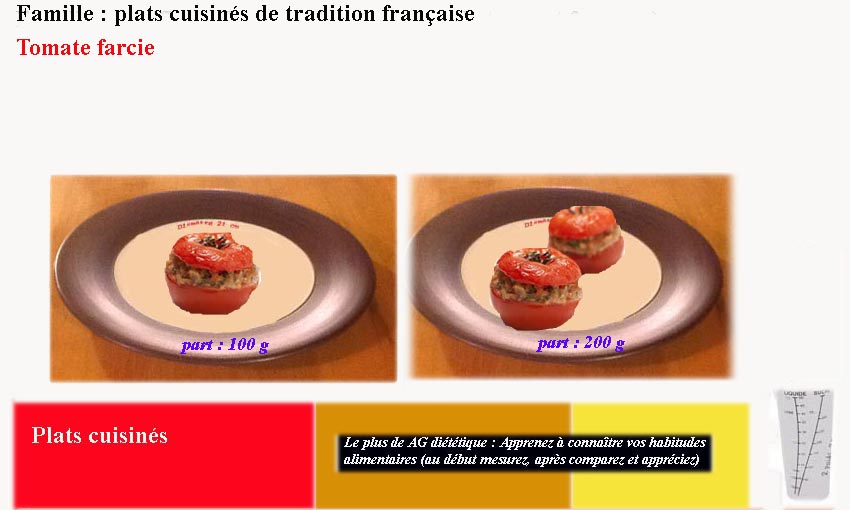 Famille : plats cuisinés de tradition française
Tomate farcie
Diamètre 21 cm
part : 100 g
part : 200 g
Plats cuisinés
Le plus de AG diététique : Apprenez à connaître vos habitudes
alimentaires (au début mesurez, après comparez et appréciez)
LIQUIDE